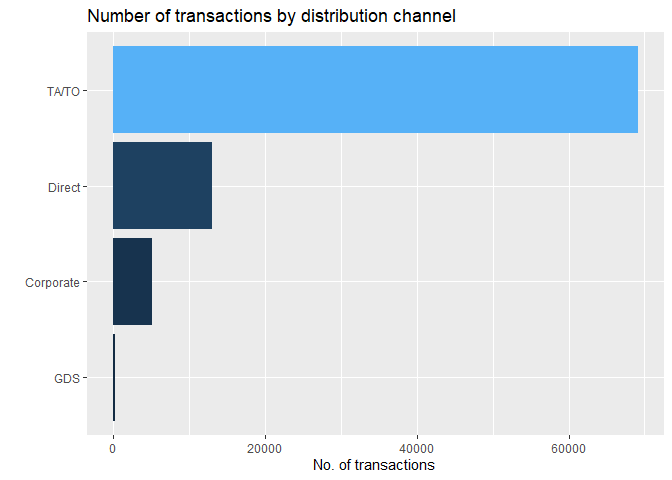 Number of transactions by distribution channel
TA/TO
Direct
Corporate
GDS
0 20000 40000 60000
No. of transactions